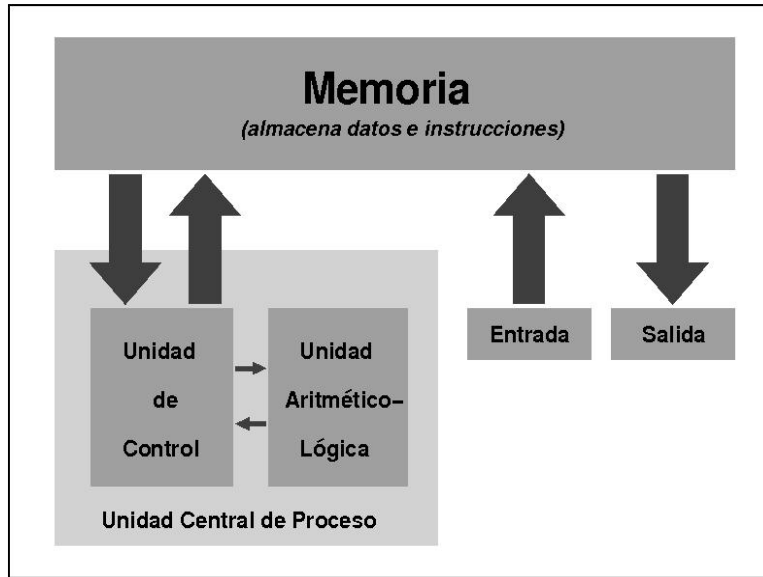 Memoria
(almacena datos e instrucciones)
Unidad
de
Control
Unidad
Aritmético–
Lógica
Unidad Central de Proceso
Entrada
Salida